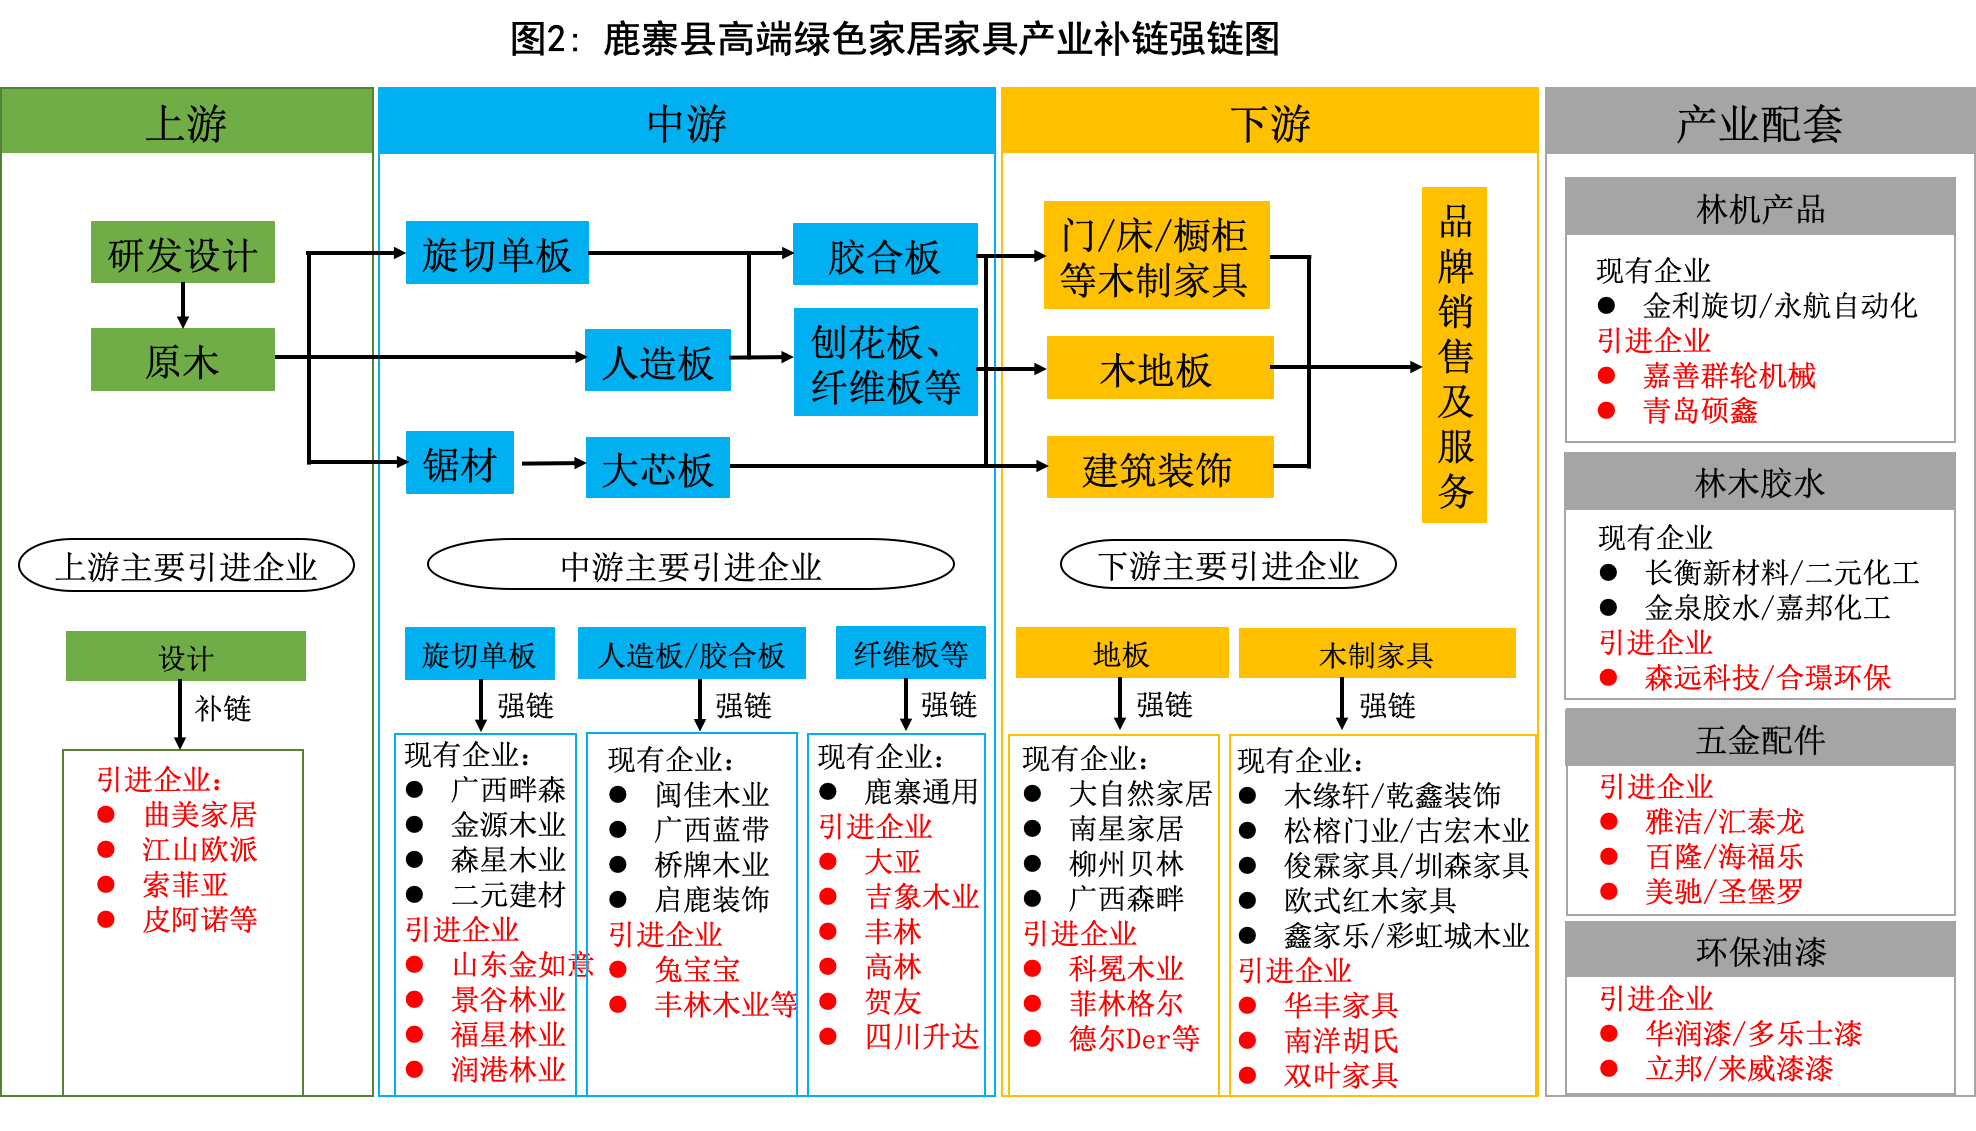 图2：鹿寨县高端绿色家居家具产业补链强链图
上游
研发设计
原木
上游主要引进企业
设计
补链
引进企业：
● 曲美家居
● 江山欧派
● 索菲亚
● 皮阿诺等
中游
旋切单板
胶合板
人造板
刨花板、
纤维板等
锯材
大芯板
中游主要引进企业
旋切单板
强链
现有企业：
● 广西畔森
● 金源木业
● 森星木业
● 二元建材
引进企业
● 山东金如意
● 景谷林业
● 福星林业
● 润港林业
人造板/胶合板
强链
现有企业：
● 闽佳木业
● 广西蓝带
● 桥牌木业
● 启鹿装饰
引进企业
● 兔宝宝
● 丰林木业等
纤维板等
强链
现有企业：
● 鹿寨通用
引进企业
● 大亚
● 吉象木业
● 丰林
● 高林
● 贺友
● 四川升达
下游
门/床/橱柜
等木制家具
木地板
建筑装饰
品牌销售及服务
下游主要引进企业
地板
强链
现有企业：
● 大自然家居
● 南星家居
● 柳州贝林
● 广西森畔
引进企业
● 科冕木业
● 菲林格尔
● 德尔Der等
木制家具
强链
现有企业：
● 木缘轩/乾鑫装饰
● 松榕门业/古宏木业
● 俊霖家具/圳森家具
● 欧式红木家具
● 鑫家乐/彩虹城木业
引进企业
● 华丰家具
● 南洋胡氏
● 双叶家具
产业配套
林机产品
现有企业
● 金利旋切/永航自动化
引进企业
● 嘉善群轮机械
● 青岛硕鑫
林木胶水
现有企业
● 长衡新材料/二元化工
● 金泉胶水/嘉邦化工
引进企业
● 森远科技/合璟环保
五金配件
引进企业
● 雅洁/汇泰龙
● 百隆/海福乐
● 美驰/圣堡罗
环保油漆
引进企业
● 华润漆/多乐士漆
● 立邦/来威漆漆